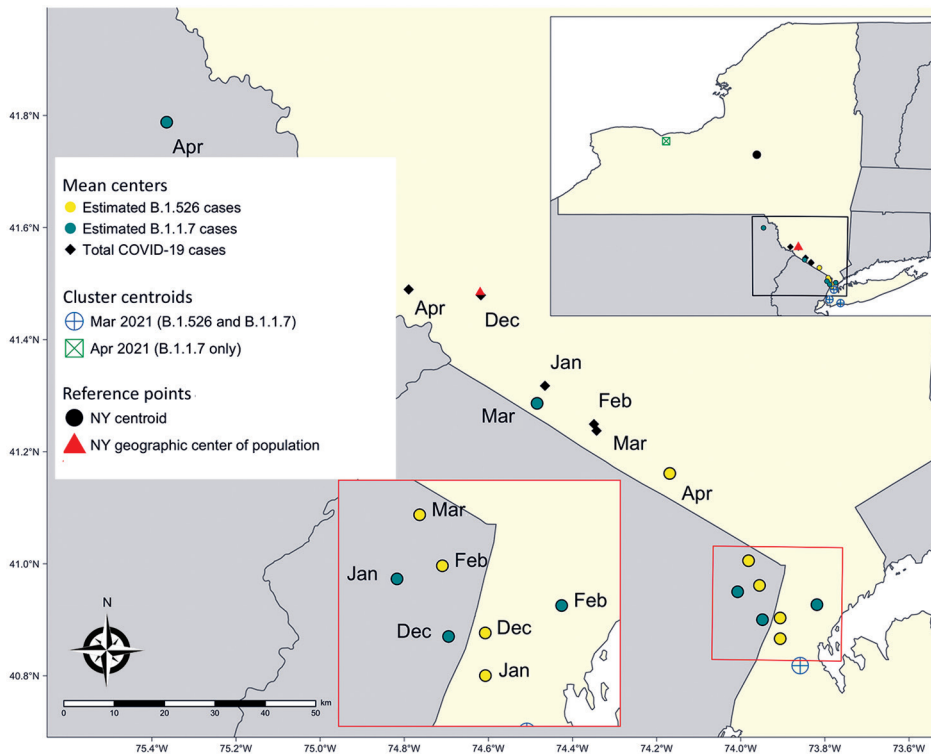 41.8°N
41.6°N
41.4°N
41.2°N
41.0°N
40.8°N
Apr
Mean centers
Estimated B.1.526 cases
Estimated B.1.1.7 cases
Total COVID-19 cases
Cluster centroids
Mar 2021 (B.1.526 and B.1.1.7)
Apr 2021 (B.1.1.7 only)
Reference points
NY centroid
NY geographic center of population
Apr
Dec
Jan
Mar
Feb
Mar
Apr
Mar
Jan
Feb
Feb
Dec
Dec
Jan
N
km
0 10 20 30 40 50
75.4°W 75.2°W 75.0°W 74.8°W 74.6°W 74.4°W 74.2°W 74.0°W 73.8°W 73.6°W